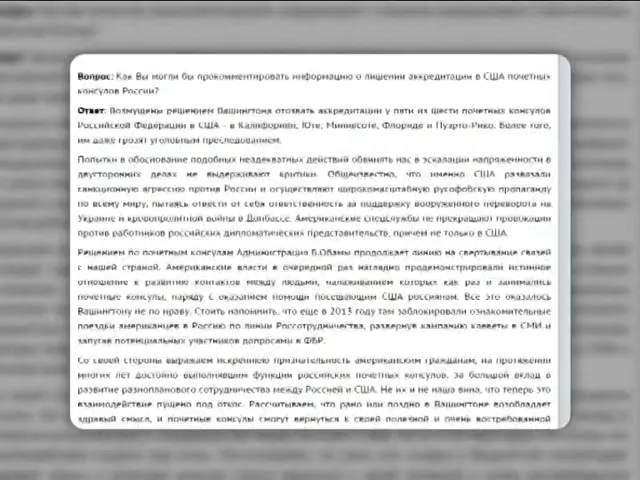 Вопрос: Как Вы могли бы прокомментировать информацию о лишении аккредитации в США почетных
консулов России?
Ответ: Возмущены решением Вашингтона отозвать аккредитации у пяти из шести почетных консулов
Российской Федерации в США - в Калифорнии, Юте, Миннесоте, Флориде и Пуэрто-Рико. Более того,
им даже грозят уголовным преследованием.
Попытки в обоснование подобных неадекватных действий обвинять нас в эскалации напряженности в
двусторонних делах не выдерживают критики. Общеизвестно, что именно США развязали
санкционную агрессию против России и осуществляют широкомасштабную русофобскую пропаганду
по всему миру, пытаясь отвести от себя ответственность за поддержку вооруженного переворота на
Украине и кровопролитной войны в Донбассе. Американские спецслужбы не прекращают провокации
против работников российских дипломатических представительств, причем не только в США.
Решением по почетным консулам Администрация Б.Обамы продолжает линию на свертывание связей
с нашей страной. Американские власти в очередной раз наглядно продемонстрировали истинное
отношение к развитию контактов между людьми, налаживанием которых как раз и занимались
почетные консулы, наряду с оказанием помощи посещающим США россиянам. Все это оказалось
Вашингтону не по нраву. Стоит напомнить, что еще в 2013 году там заблокировали ознакомительные
поездки американцев в Россию по линии Россотрудничества, развернув кампанию клеветы в СМИ и
запугав потенциальных участников допросами в ФБР.
Со своей стороны выражаем искреннюю признательность американским гражданам, на протяжении
многих лет достойно выполнявшим функции российских почетных консулов, за большой вклад в
развитие разнопланового сотрудничества между Россией и США. Не их и не наша вина, что теперь это
взаимодействие пущено под откос. Рассчитываем, что рано или поздно в Вашингтоне возобладает
здравый смысл, и почетные консулы смогут вернуться к своей полезной и очень востребованной